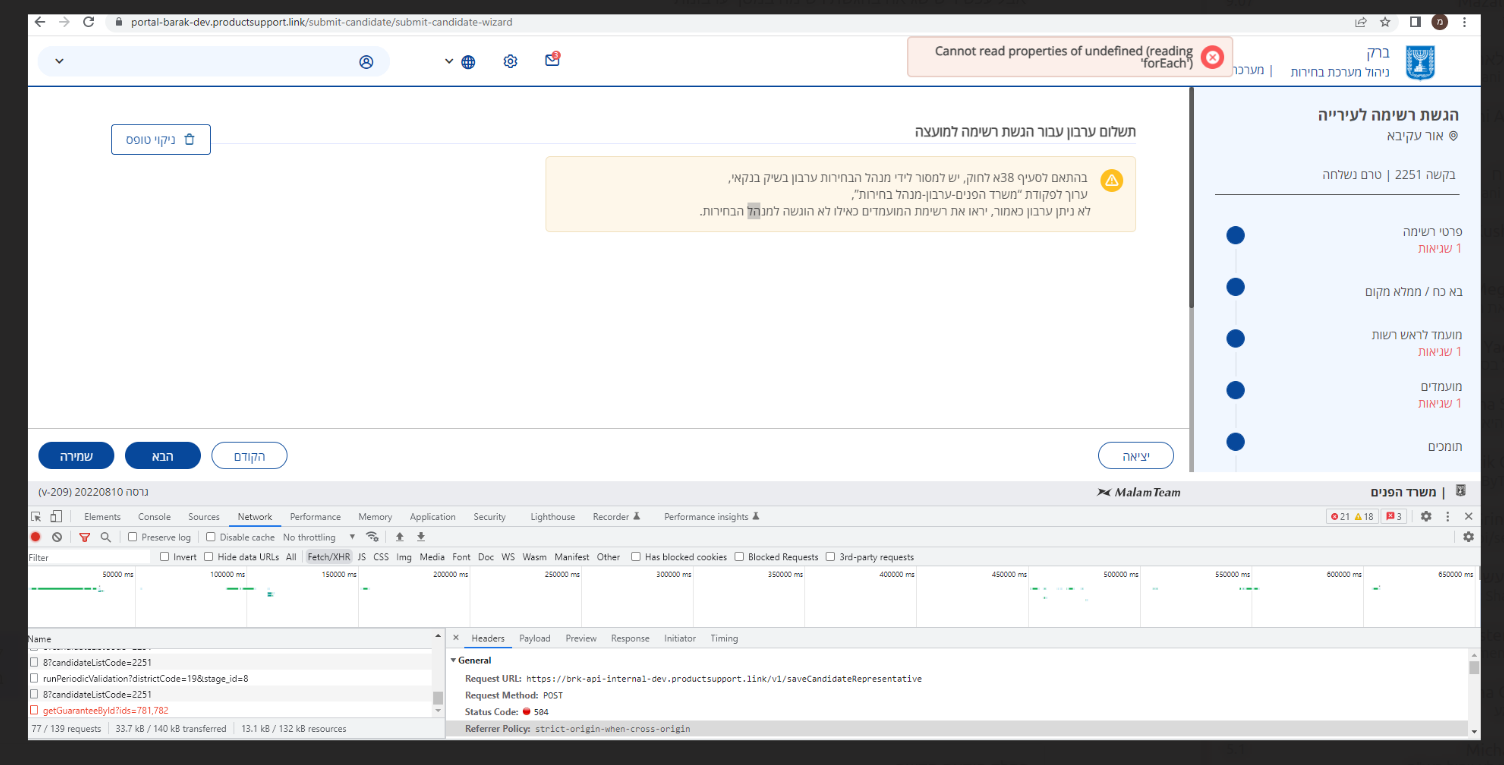 portal-barak-dev.productsupport.link/submit-candidate/submit-candidate-wizard
מ
ברק
ניהול מערכת בחירות
| מערכת
Cannot read properties of undefined (reading
'forEach')
3
הגשת רשימה לעירייה
אור עקיבא
בקשה 2251 | טרם נשלחה
פרטי רשימה
1 שגיאות
בא כח / ממלא מקום
מועמד לראש רשות
1 שגיאות
מועמדים
1 שגיאות
תומכים
תשלום ערבון עבור הגשת רשימה למועצה
ניקוי טופס
בהתאם לסעיף 38א לחוק, יש למסור לידי מנהל הבחירות ערבון בשיק בנקאי,
ערוך לפקודת "משרד הפנים-ערבון-מנהל בחירות",
לא ניתן ערבון כאמור, יראו את רשימת המועמדים כאילו לא הוגשה למנהל הבחירות.
יציאה
הקודם
הבא
שמירה
| משרד הפנים
MalamTeam
גרסה 20220810 (v-209)
Elements Console Sources Network Performance Memory Application Security Lighthouse Recorder Performance insights 21 18 3
Preserve log Disable cache No throttling
Filter Invert Hide data URLs All Fetch/XHR JS CSS Img Media Font Doc WS Wasm Manifest Other Has blocked cookies Blocked Requests 3rd-party requests
50000 ms 100000 ms 150000 ms 200000 ms 250000 ms 300000 ms 350000 ms 400000 ms 450000 ms 500000 ms 550000 ms 600000 ms 650000 ms
Name
8?candidateListCode=2251
runPeriodicValidation?districtCode=19&stage_id=8
8?candidateListCode=2251
getGuaranteeById?ids=781,782
77 / 139 requests 33.7 kB / 140 kB transferred 13.1 kB / 132 kB resources
Headers Payload Preview Response Initiator Timing
General
Request URL: https://brk-api-internal-dev.productsupport.link/v1/saveCandidateRepresentative
Request Method: POST
Status Code: 504
Referrer Policy: strict-origin-when-cross-origin